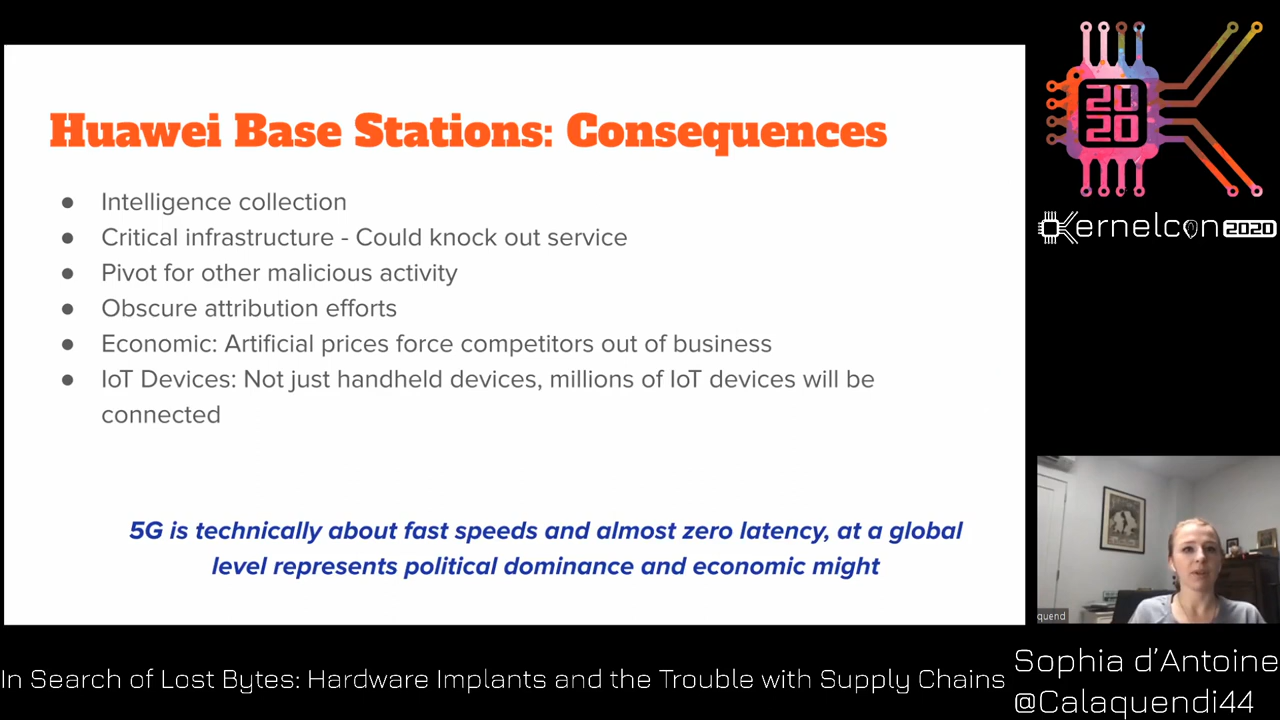 Huawei Base Stations: Consequences
● Intelligence collection
● Critical infrastructure - Could knock out service
● Pivot for other malicious activity
● Obscure attribution efforts
● Economic: Artificial prices force competitors out of business
● IoT Devices: Not just handheld devices, millions of IoT devices will be
connected
5G is technically about fast speeds and almost zero latency, at a global
level represents political dominance and economic might
20
20
Kernelcon 2020
quend
In Search of Lost Bytes: Hardware Implants and the Trouble with Supply Chains
Sophia d'Antoine
@Calaquendi44